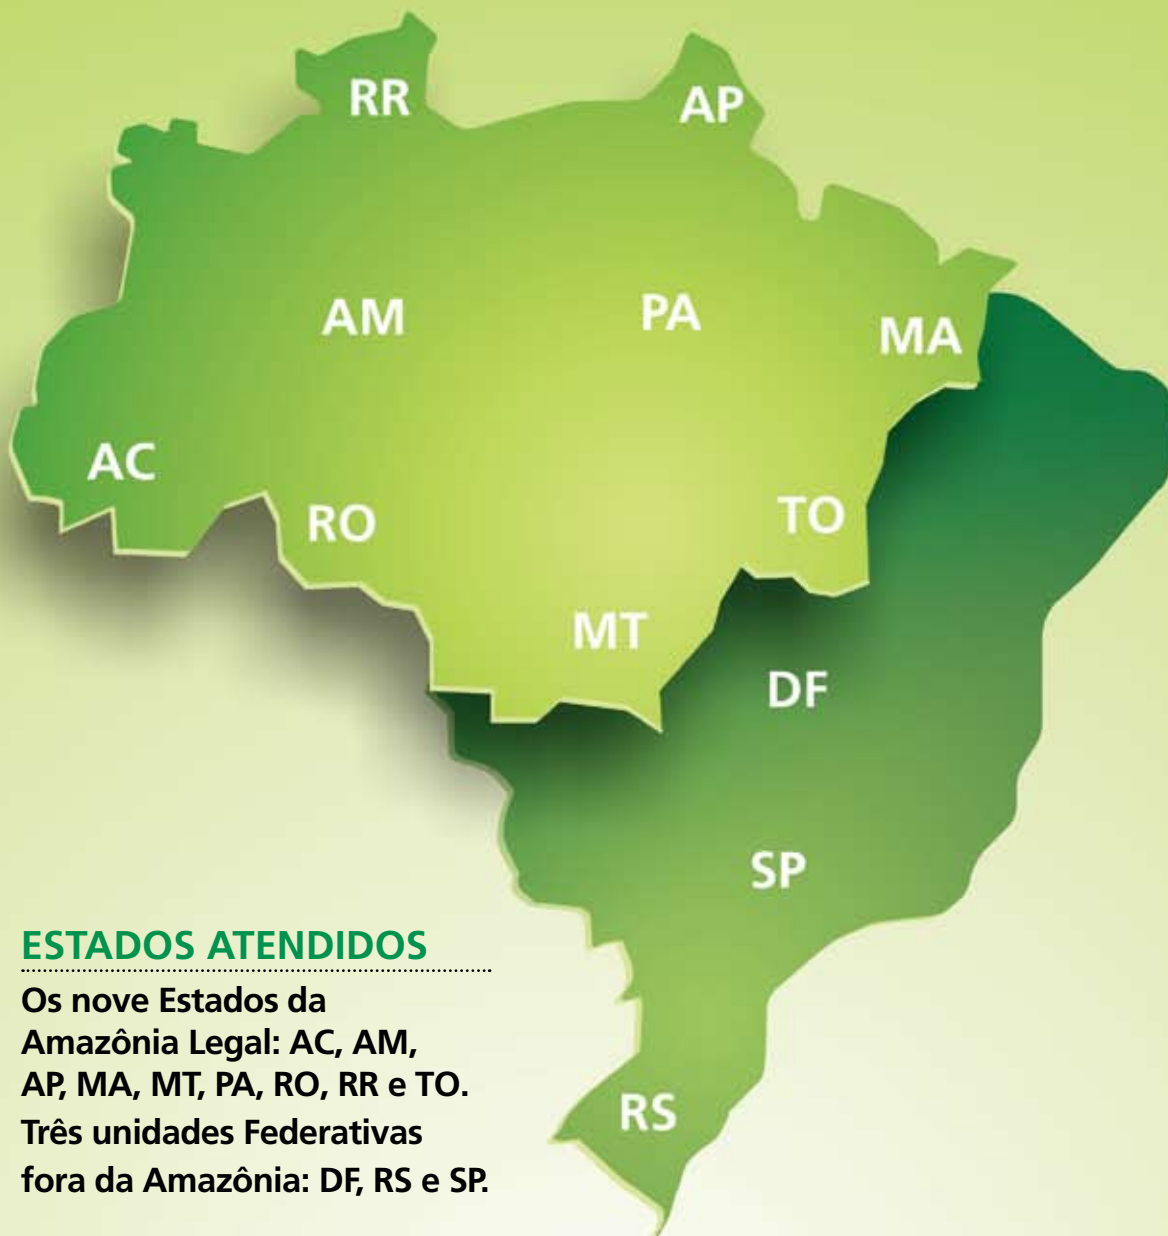 RR
AP
AM
PA
MA
AC
RO
TO
MT
DF
SP
RS
ESTADOS ATENDIDOS
Os nove Estados da
Amazônia Legal: AC, AM,
AP, MA, MT, PA, RO, RR e TO.
Três unidades Federativas
fora da Amazônia: DF, RS e SP.